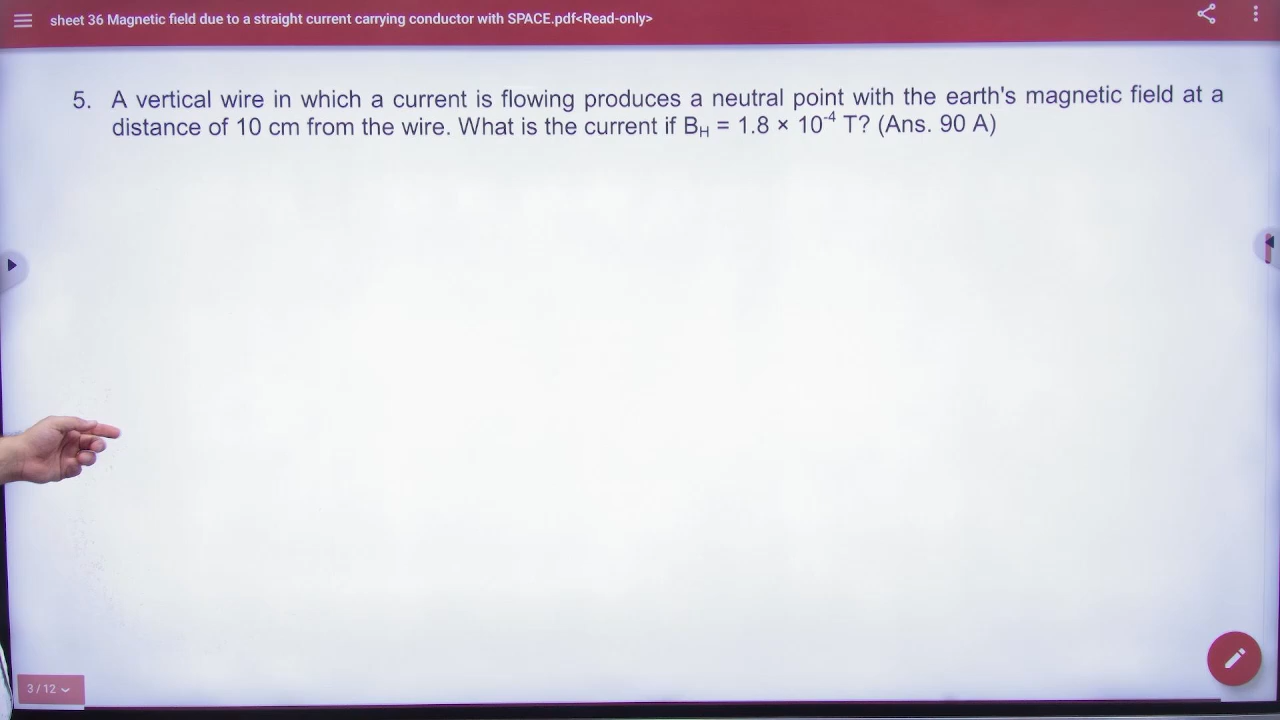 sheet 36 Magnetic field due to a straight current carrying conductor with SPACE.pdf<Read-only>
5. A vertical wire in which a current is flowing produces a neutral point with the earth's magnetic field at a
distance of 10 cm from the wire. What is the current if B_H = 1.8 × 10⁻⁴ T? (Ans. 90 A)
3 / 12